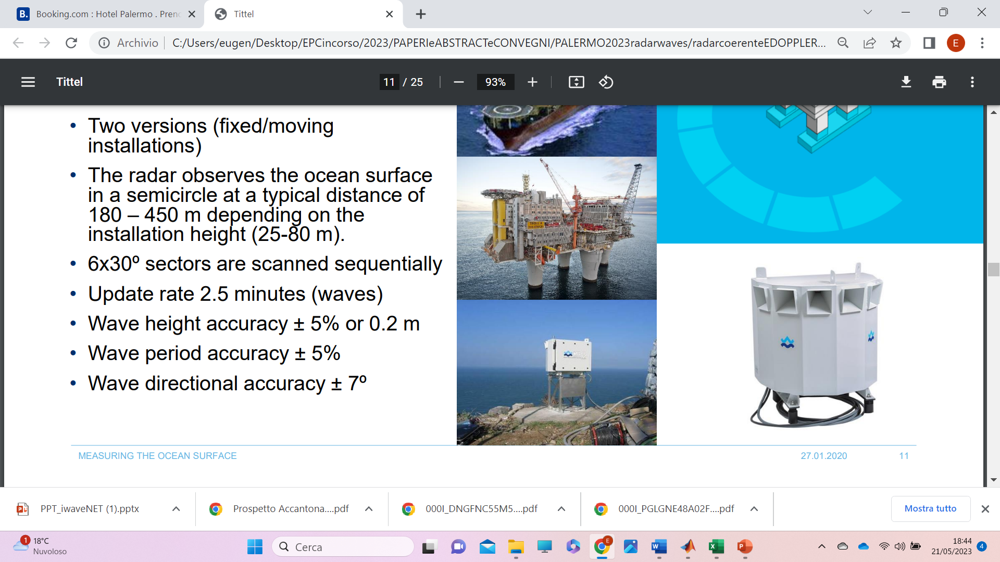 B.
Booking.com : Hotel Palermo . Preno
Tittel
Archivio
C:/Users/eugen/Desktop/EPCincorso/2023/PAPERIeABSTRACTeCONVEGNI/PALERMO2023radarwaves/radarcoerenteEDOPPLER...
E
Tittel
11 / 25
93%
• Two versions (fixed/moving
installations)
• The radar observes the ocean surface
in a semicircle at a typical distance of
180 – 450 m depending on the
installation height (25-80 m).
• 6x30º sectors are scanned sequentially
• Update rate 2.5 minutes (waves)
• Wave height accuracy ± 5% or 0.2 m
• Wave period accuracy ± 5%
• Wave directional accuracy ± 7º
TROLL A
MEASURING THE OCEAN SURFACE
27.01.2020
11
PPT_iwaveNET (1).pptx
Prospetto Accantona....pdf
000I_DNGFNC55M5....pdf
000I_PGLGNE48A02F....pdf
Mostra tutto
1
18°C
Nuvoloso
Cerca
E
W
X
P
18:44
21/05/2023
4